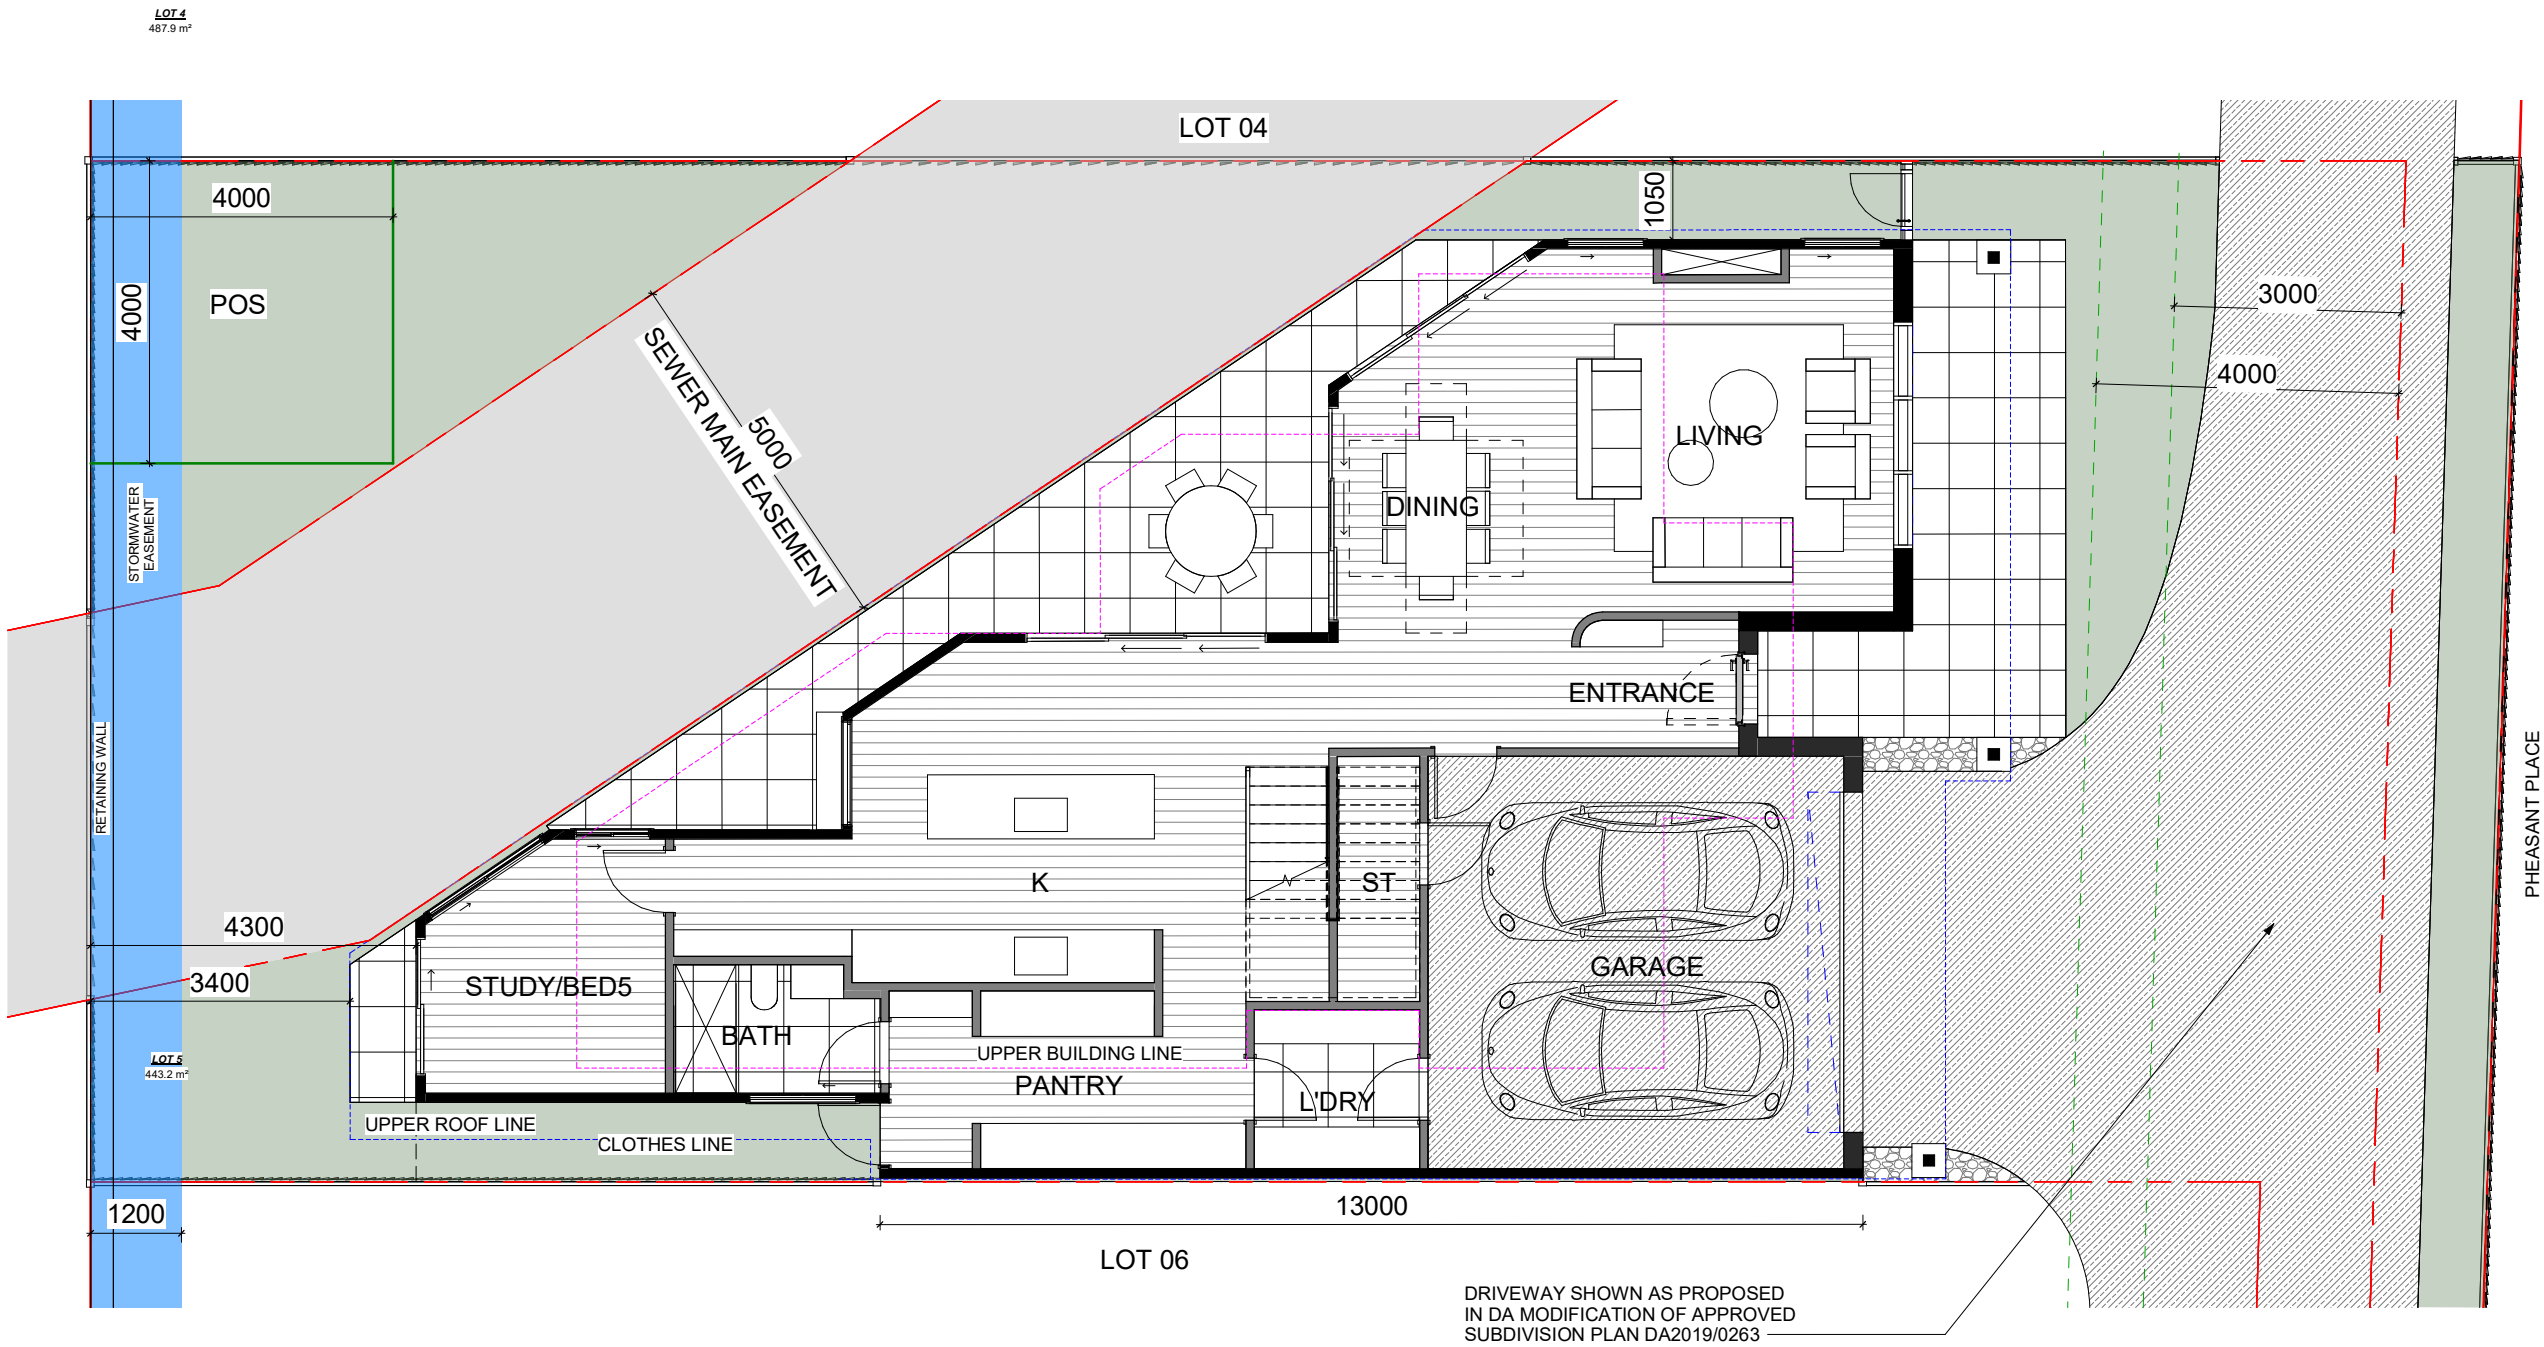 LOT 4
487.9 m²
LOT 04
4000
1050
4000
POS
3000
4000
SEWER MAIN EASEMENT
5000
LIVING
DINING
STORMWATER
EASEMENT
ENTRANCE
RETAINING WALL
PHEASANT PLACE
K
ST
4300
GARAGE
3400
STUDY/BED5
BATH
UPPER BUILDING LINE
LOT 5
443.2 m²
PANTRY
L'DRY
UPPER ROOF LINE
CLOTHES LINE
1200
13000
LOT 06
DRIVEWAY SHOWN AS PROPOSED
IN DA MODIFICATION OF APPROVED
SUBDIVISION PLAN DA2019/0263